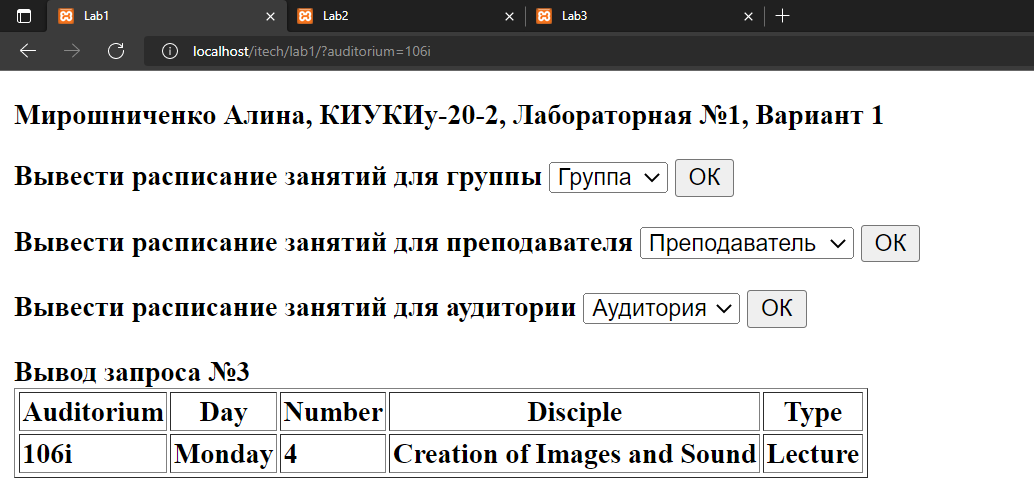 Lab1 Lab2 Lab3
localhost/itech/lab1/?auditorium=106i
Мирошниченко Алина, КИУКИу-20-2, Лабораторная №1, Вариант 1
Вывести расписание занятий для группы Группа ОК
Вывести расписание занятий для преподавателя Преподаватель ОК
Вывести расписание занятий для аудитории Аудитория ОК
Вывод запроса №3
Auditorium Day Number Disciple Type
106i Monday 4 Creation of Images and Sound Lecture